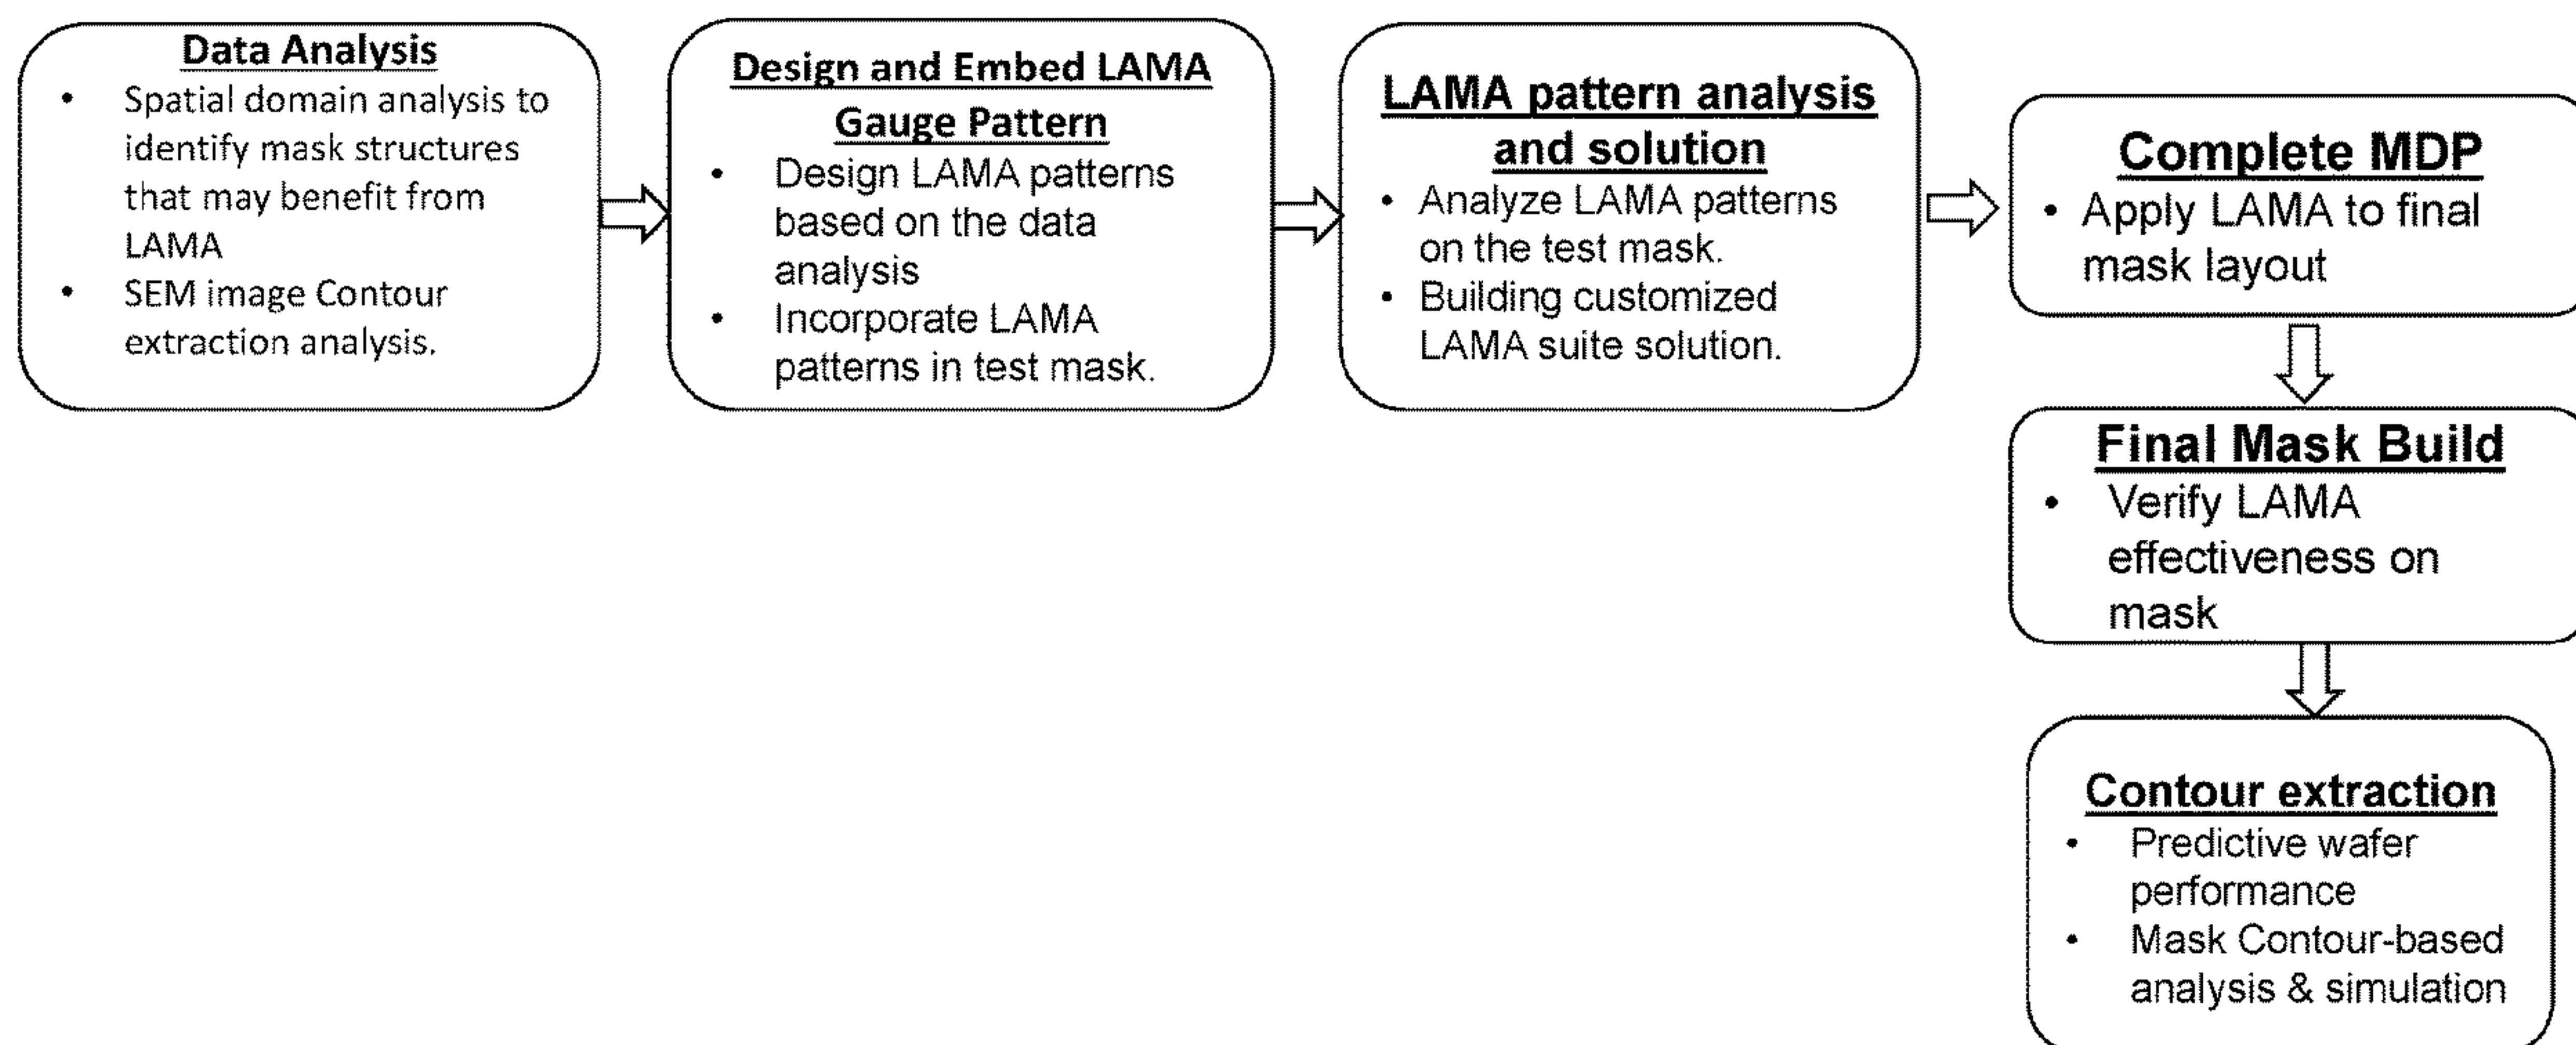 Data Analysis
• Spatial domain analysis to
identify mask structures
that may benefit from
LAMA
• SEM image Contour
extraction analysis.
Design and Embed LAMA
Gauge Pattern
• Design LAMA patterns
based on the data
analysis
• Incorporate LAMA
patterns in test mask.
LAMA pattern analysis
and solution
• Analyze LAMA patterns
on the test mask.
• Building customized
LAMA suite solution.
Complete MDP
• Apply LAMA to final
mask layout
Final Mask Build
• Verify LAMA
effectiveness on
mask
Contour extraction
• Predictive wafer
performance
• Mask Contour-based
analysis & simulation